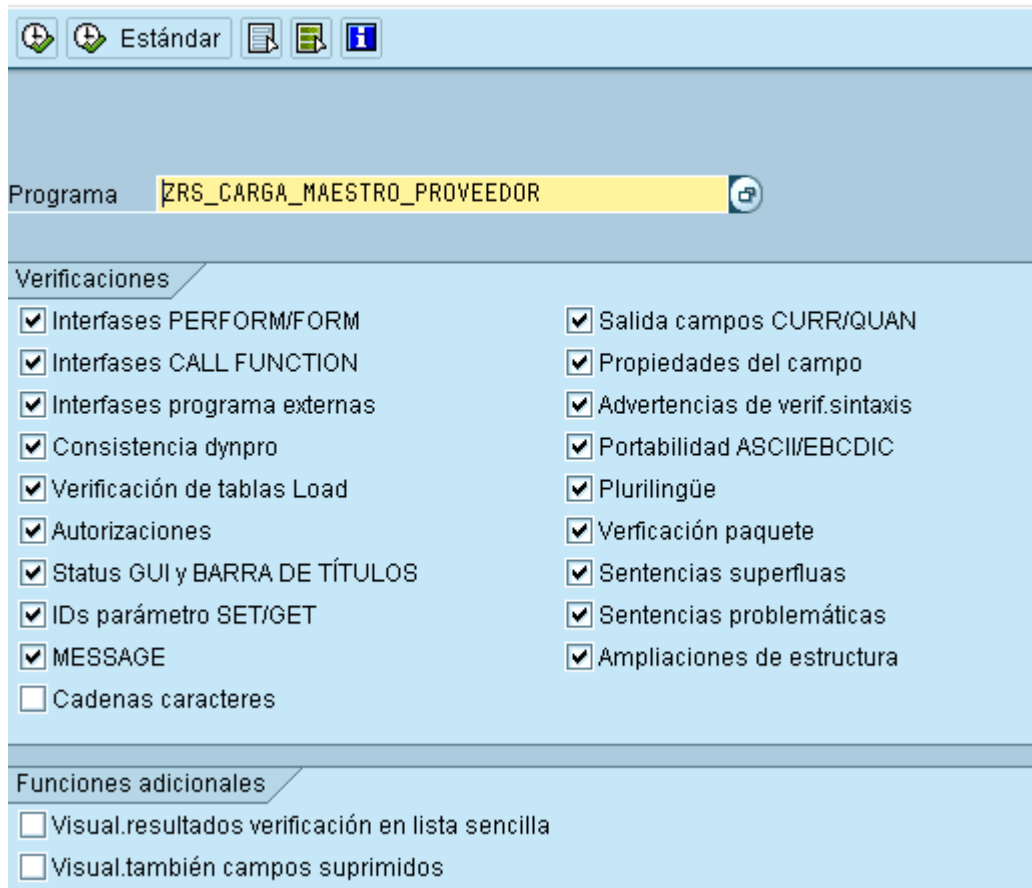 Estándar
Programa ZRS_CARGA_MAESTRO_PROVEEDOR
Verificaciones
Interfases PERFORM/FORM
Salida campos CURR/QUAN
Interfases CALL FUNCTION
Propiedades del campo
Interfases programa externas
Advertencias de verif.sintaxis
Consistencia dynpro
Portabilidad ASCII/EBCDIC
Verificación de tablas Load
Plurilingüe
Autorizaciones
Verficación paquete
Status GUI y BARRA DE TÍTULOS
Sentencias superfluas
IDs parámetro SET/GET
Sentencias problemáticas
MESSAGE
Ampliaciones de estructura
Cadenas caracteres
Funciones adicionales
Visual.resultados verificación en lista sencilla
Visual.también campos suprimidos